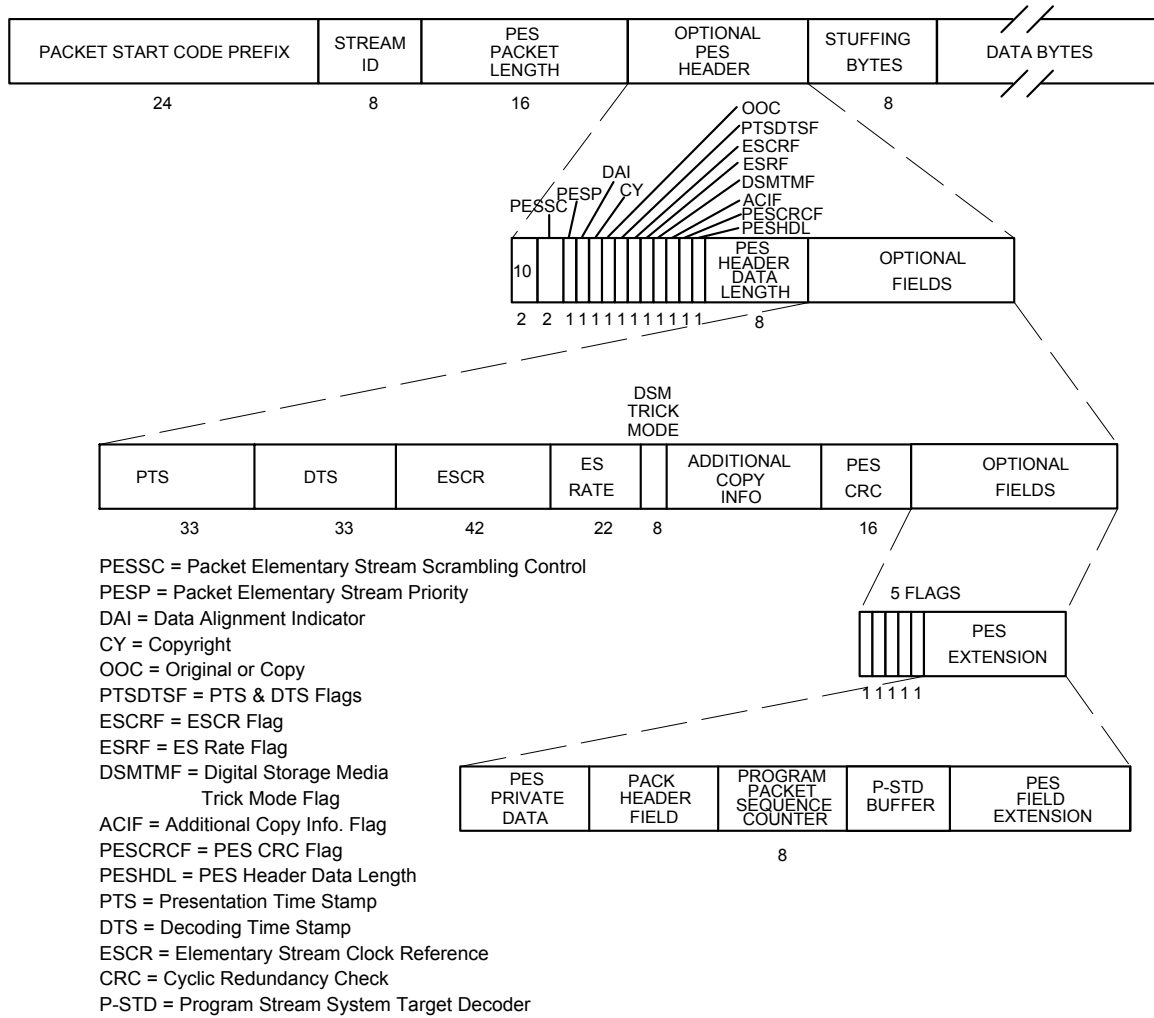 PACKET START CODE PREFIX
STREAM
ID
PES
PACKET
LENGTH
OPTIONAL
PES
HEADER
STUFFING
BYTES
DATA BYTES
24
8
16
8
OOC
PTSDTSF
ESCRF
ESRF
DSMTMF
ACIF
PESCRCF
PESHDL
DAI
CY
PESP
PESSC
10
PES
HEADER
DATA
LENGTH
OPTIONAL
FIELDS
2 2 1 1 1 1 1 1 1 1 1 1 1 8
DSM
TRICK
MODE
PTS
DTS
ESCR
ES
RATE
ADDITIONAL
COPY
INFO
PES
CRC
OPTIONAL
FIELDS
33
33
42
22
8
16
PESSC = Packet Elementary Stream Scrambling Control
PESP = Packet Elementary Stream Priority
DAI = Data Alignment Indicator
CY = Copyright
OOC = Original or Copy
PTSDTSF = PTS & DTS Flags
ESCRF = ESCR Flag
ESRF = ES Rate Flag
DSMTMF = Digital Storage Media
Trick Mode Flag
ACIF = Additional Copy Info. Flag
PESCRCF = PES CRC Flag
PESHDL = PES Header Data Length
PTS = Presentation Time Stamp
DTS = Decoding Time Stamp
ESCR = Elementary Stream Clock Reference
CRC = Cyclic Redundancy Check
P-STD = Program Stream System Target Decoder
5 FLAGS
PES
EXTENSION
1 1 1 1 1
PES
PRIVATE
DATA
PACK
HEADER
FIELD
PROGRAM
PACKET
SEQUENCE
COUNTER
P-STD
BUFFER
PES
FIELD
EXTENSION
8